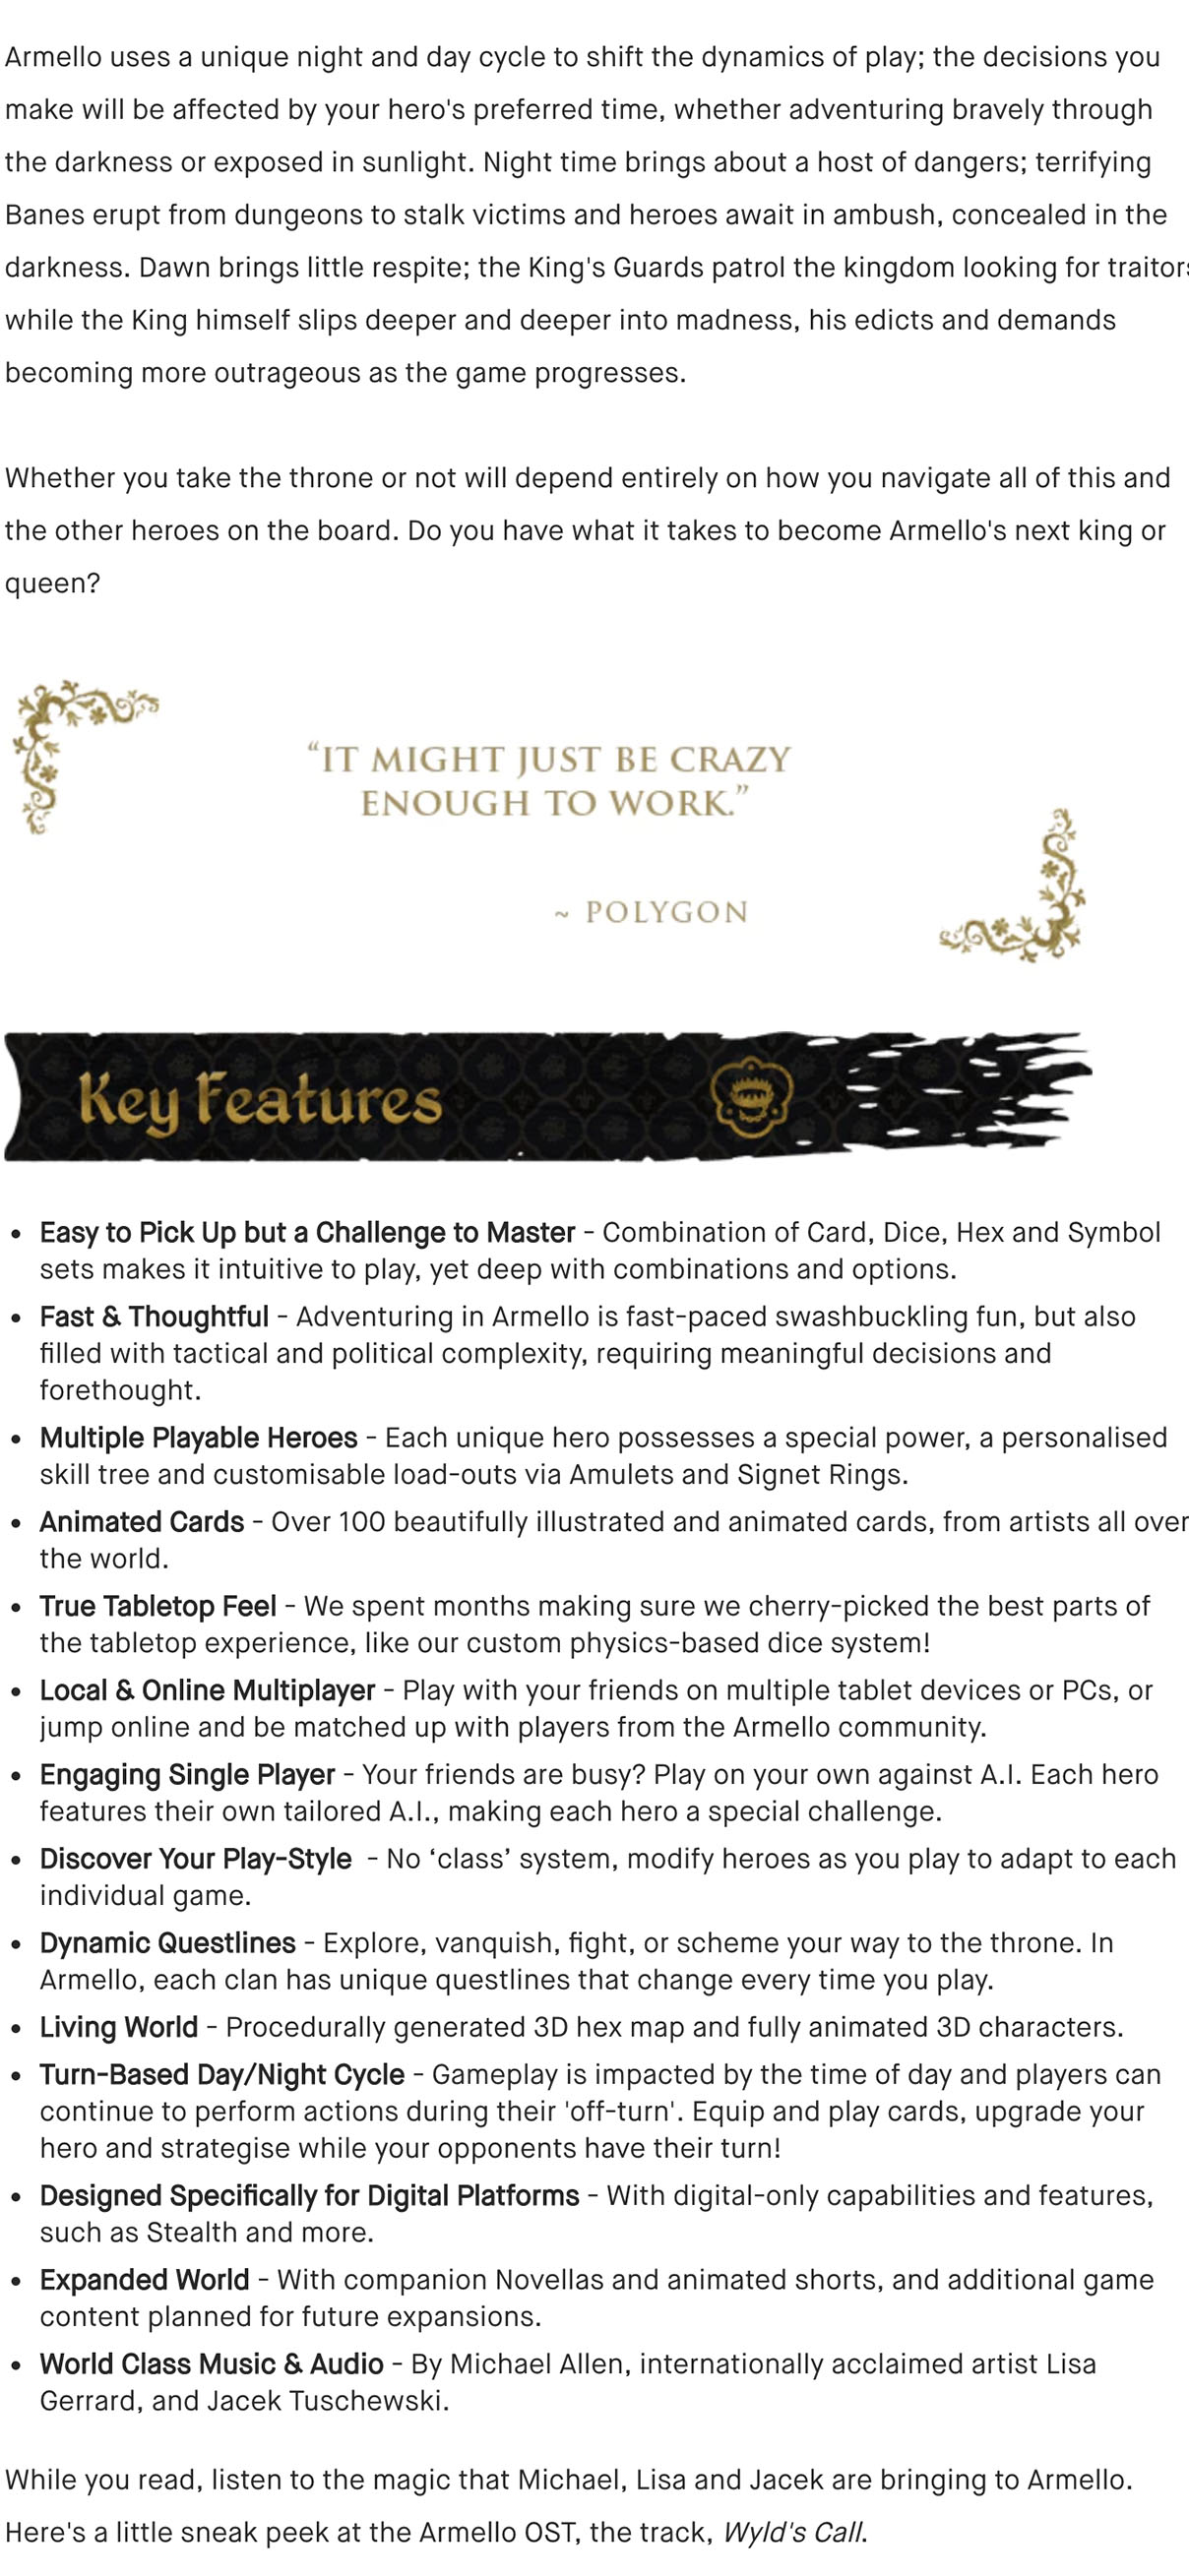 Armello uses a unique night and day cycle to shift the dynamics of play; the decisions you
make will be affected by your hero's preferred time, whether adventuring bravely through
the darkness or exposed in sunlight. Night time brings about a host of dangers; terrifying
Banes erupt from dungeons to stalk victims and heroes await in ambush, concealed in the
darkness. Dawn brings little respite; the King's Guards patrol the kingdom looking for traitors
while the King himself slips deeper and deeper into madness, his edicts and demands
becoming more outrageous as the game progresses.
Whether you take the throne or not will depend entirely on how you navigate all of this and
the other heroes on the board. Do you have what it takes to become Armello's next king or
queen?
“IT MIGHT JUST BE CRAZY
ENOUGH TO WORK.”
~ POLYGON
Key Features
• Easy to Pick Up but a Challenge to Master - Combination of Card, Dice, Hex and Symbol
sets makes it intuitive to play, yet deep with combinations and options.
• Fast & Thoughtful - Adventuring in Armello is fast-paced swashbuckling fun, but also
filled with tactical and political complexity, requiring meaningful decisions and
forethought.
• Multiple Playable Heroes - Each unique hero possesses a special power, a personalised
skill tree and customisable load-outs via Amulets and Signet Rings.
• Animated Cards - Over 100 beautifully illustrated and animated cards, from artists all over
the world.
• True Tabletop Feel - We spent months making sure we cherry-picked the best parts of
the tabletop experience, like our custom physics-based dice system!
• Local & Online Multiplayer - Play with your friends on multiple tablet devices or PCs, or
jump online and be matched up with players from the Armello community.
• Engaging Single Player - Your friends are busy? Play on your own against A.I. Each hero
features their own tailored A.I., making each hero a special challenge.
• Discover Your Play-Style - No ‘class’ system, modify heroes as you play to adapt to each
individual game.
• Dynamic Questlines - Explore, vanquish, fight, or scheme your way to the throne. In
Armello, each clan has unique questlines that change every time you play.
• Living World - Procedurally generated 3D hex map and fully animated 3D characters.
• Turn-Based Day/Night Cycle - Gameplay is impacted by the time of day and players can
continue to perform actions during their 'off-turn'. Equip and play cards, upgrade your
hero and strategise while your opponents have their turn!
• Designed Specifically for Digital Platforms - With digital-only capabilities and features,
such as Stealth and more.
• Expanded World - With companion Novellas and animated shorts, and additional game
content planned for future expansions.
• World Class Music & Audio - By Michael Allen, internationally acclaimed artist Lisa
Gerrard, and Jacek Tuschewski.
While you read, listen to the magic that Michael, Lisa and Jacek are bringing to Armello.
Here's a little sneak peek at the Armello OST, the track, Wyld's Call.